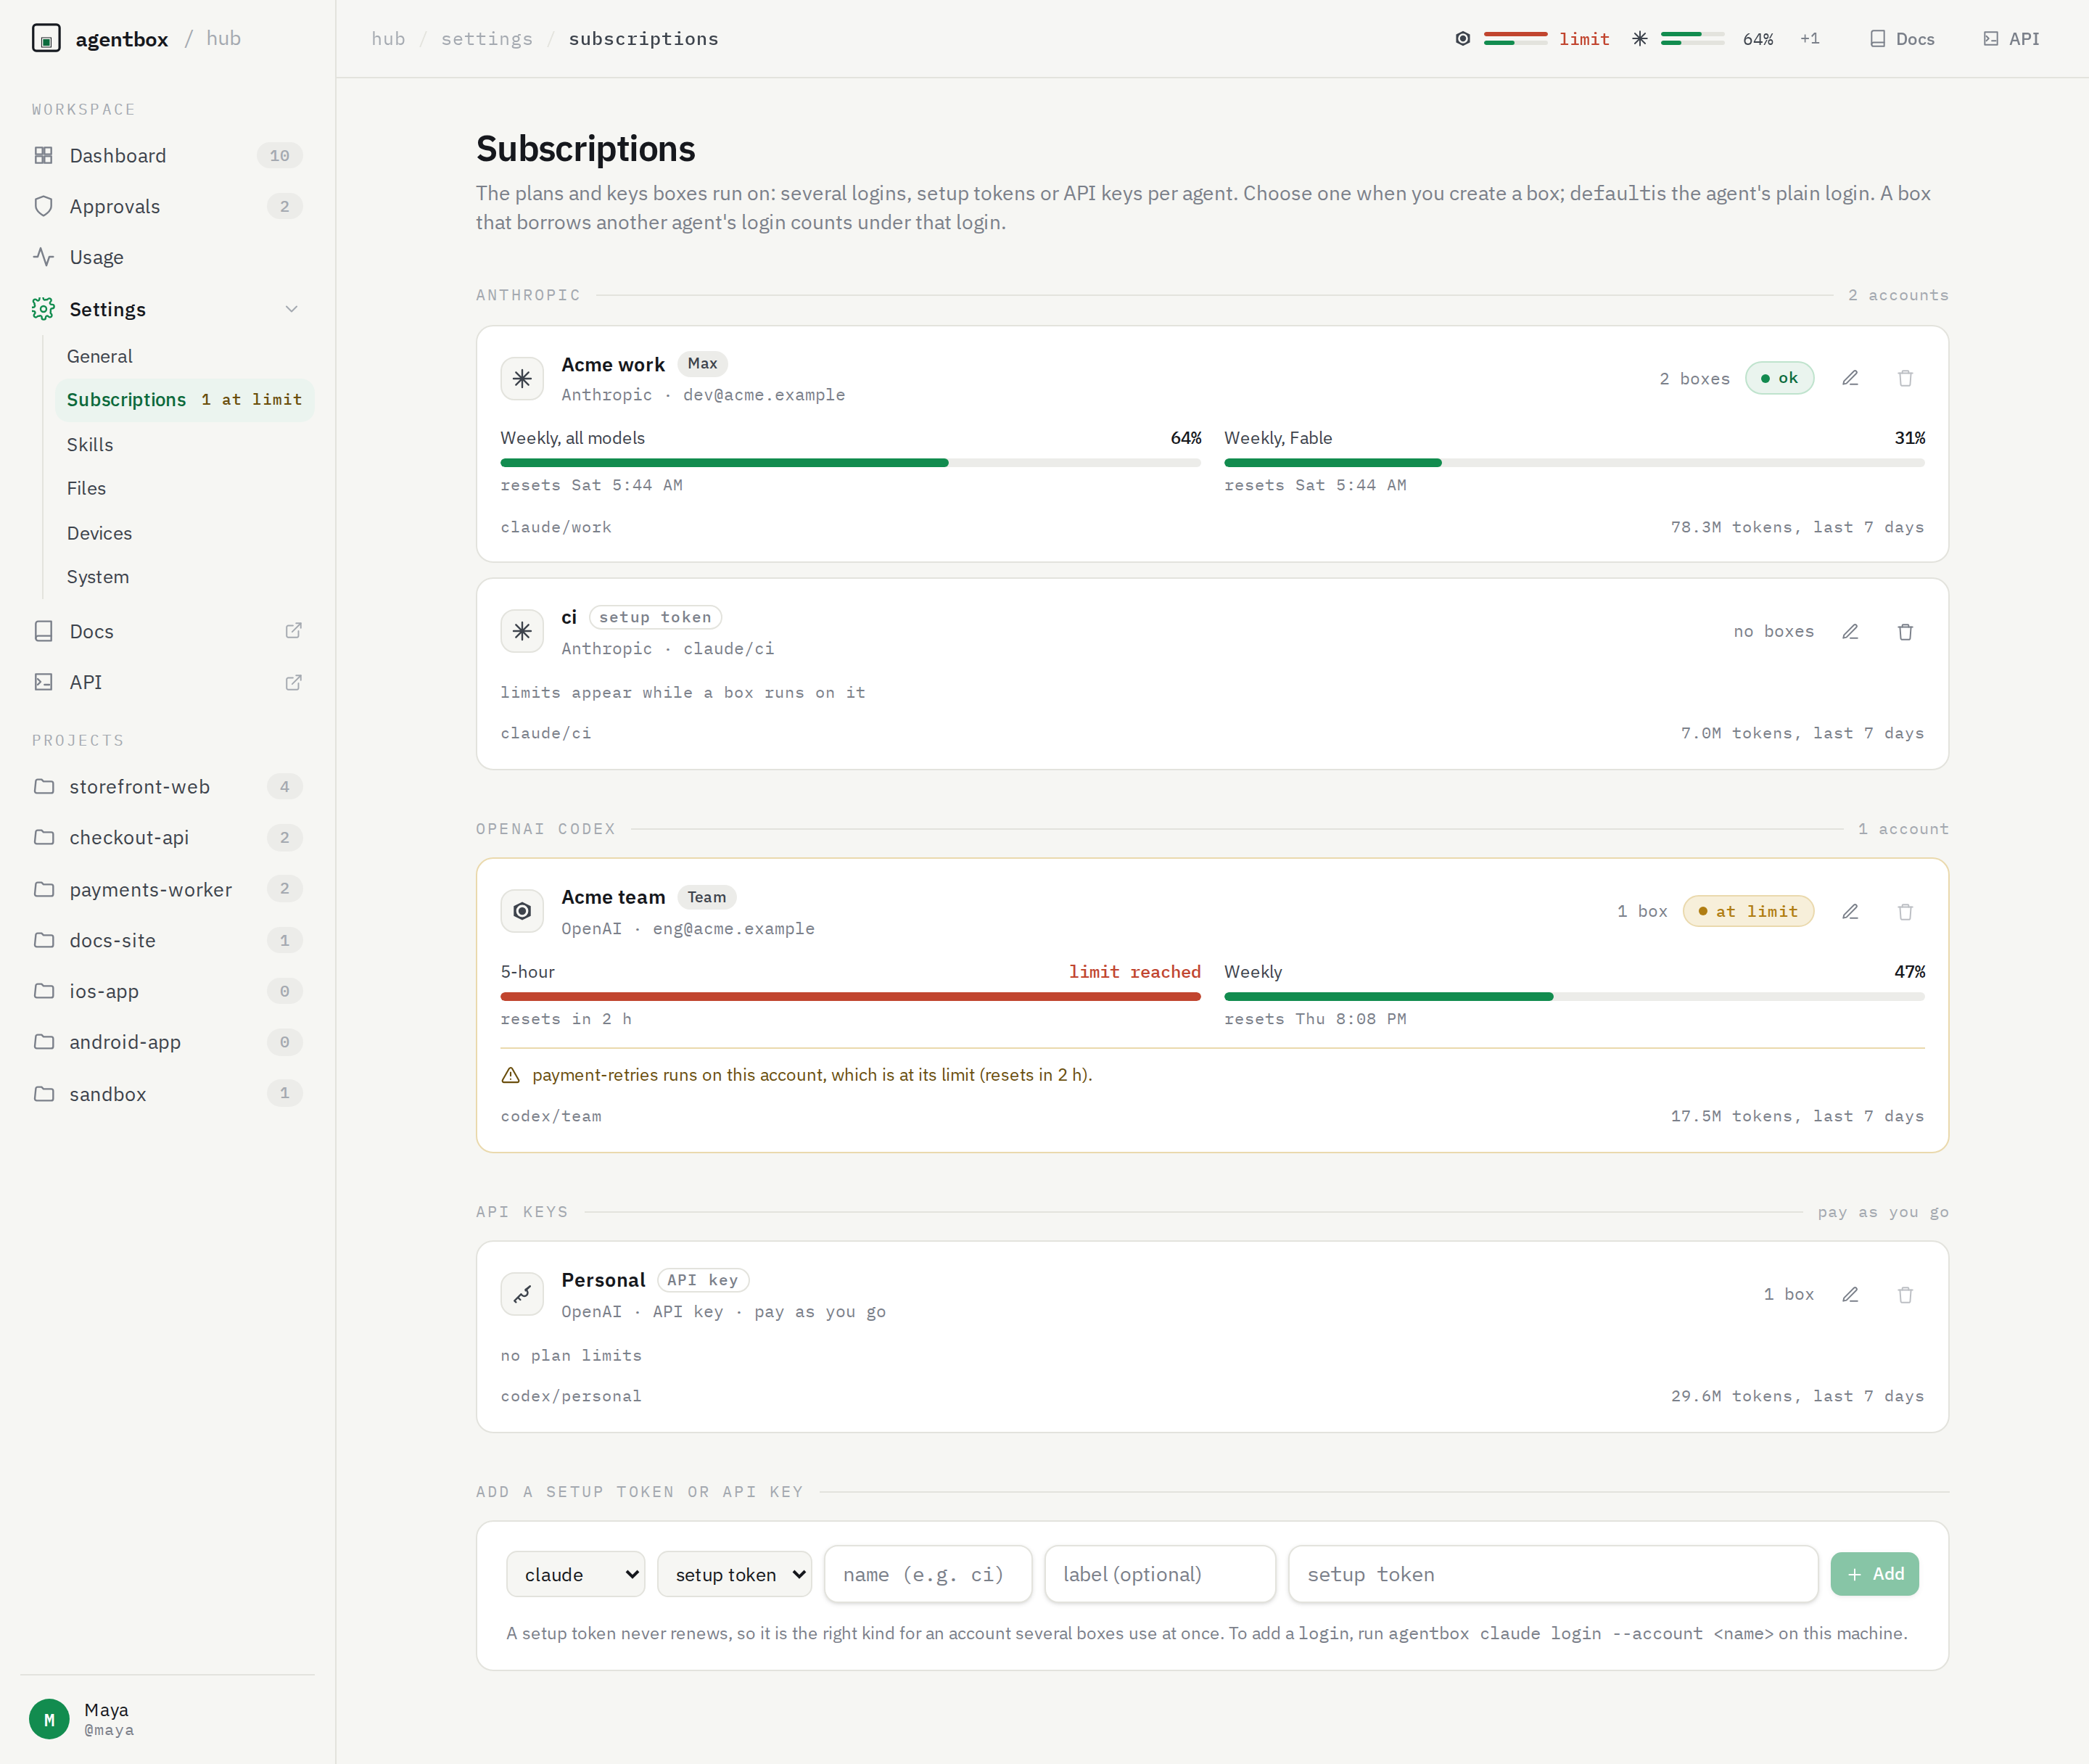 agentbox / hub
WORKSPACE
Dashboard 10
Approvals 2
Usage
Settings
General
Subscriptions 1 at limit
Skills
Files
Devices
System
Docs
API
PROJECTS
storefront-web 4
checkout-api 2
payments-worker 2
docs-site 1
ios-app 0
android-app 0
sandbox 1
M
Maya
@maya
hub / settings / subscriptions
limit
64%
+1
Docs
API
Subscriptions
The plans and keys boxes run on: several logins, setup tokens or API keys per agent. Choose one when you create a box; default is the agent's plain login. A box
that borrows another agent's login counts under that login.
ANTHROPIC 2 accounts
Acme work Max
Anthropic · dev@acme.example
2 boxes ok
Weekly, all models 64%
resets Sat 5:44 AM
Weekly, Fable 31%
resets Sat 5:44 AM
claude/work 78.3M tokens, last 7 days
ci setup token
Anthropic · claude/ci
no boxes
limits appear while a box runs on it
claude/ci 7.0M tokens, last 7 days
OPENAI CODEX 1 account
Acme team Team
OpenAI · eng@acme.example
1 box at limit
5-hour limit reached
resets in 2 h
Weekly 47%
resets Thu 8:08 PM
payment-retries runs on this account, which is at its limit (resets in 2 h).
codex/team 17.5M tokens, last 7 days
API KEYS pay as you go
Personal API key
OpenAI · API key · pay as you go
1 box
no plan limits
codex/personal 29.6M tokens, last 7 days
ADD A SETUP TOKEN OR API KEY
claude setup token name (e.g. ci) label (optional) setup token + Add
A setup token never renews, so it is the right kind for an account several boxes use at once. To add a login, run agentbox claude login --account <name> on this machine.